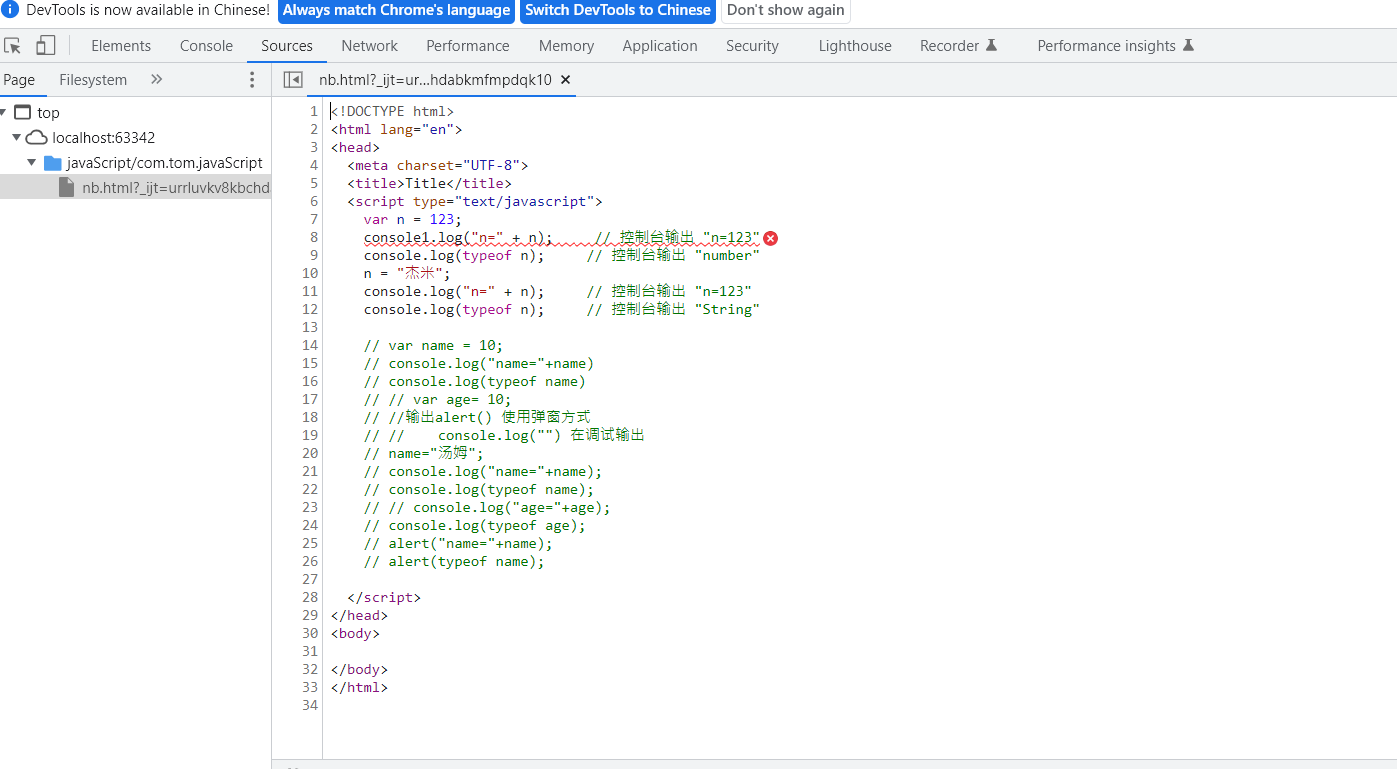 DevTools is now available in Chinese! Always match Chrome's language Switch DevTools to Chinese Don't show again
Elements Console Sources Network Performance Memory Application Security Lighthouse Recorder Performance insights
Page Filesystem » nb.html?_ijt=ur...hdabkmfmpdqk10 ×
top
localhost:63342
javaScript/com.tom.javaScript
nb.html?_ijt=urrluvkv8kbchd
1 <!DOCTYPE html>
2 <html lang="en">
3 <head>
4 <meta charset="UTF-8">
5 <title>Title</title>
6 <script type="text/javascript">
7 var n = 123;
8 console1.log("n=" + n); // 控制台输出 "n=123"
9 console.log(typeof n); // 控制台输出 "number"
10 n = "杰米";
11 console.log("n=" + n); // 控制台输出 "n=123"
12 console.log(typeof n); // 控制台输出 "String"
13
14 // var name = 10;
15 // console.log("name="+name)
16 // console.log(typeof name)
17 // // var age= 10;
18 // //输出alert() 使用弹窗方式
19 // // console.log("") 在调试输出
20 // name="汤姆";
21 // console.log("name="+name);
22 // console.log(typeof name);
23 // // console.log("age="+age);
24 // console.log(typeof age);
25 // alert("name="+name);
26 // alert(typeof name);
27
28 </script>
29 </head>
30 <body>
31
32 </body>
33 </html>
34